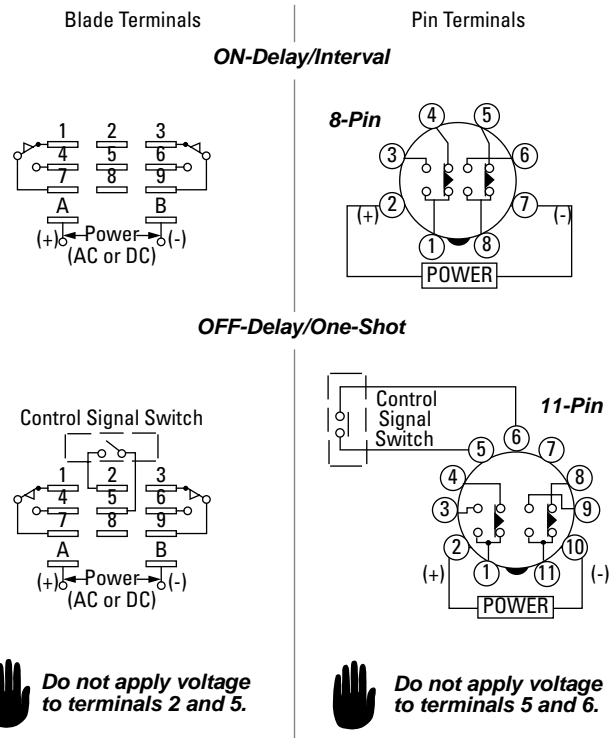 Blade Terminals
Pin Terminals
ON-Delay/Interval
1 2 3
4 5 6
7 8 9
A B
(+) Power (-)
(AC or DC)
8-Pin
4 5
3 6
2 7
(+) (-)
1 8
POWER
OFF-Delay/One-Shot
Control Signal Switch
1 2 3
4 5 6
7 8 9
A B
(+) Power (-)
(AC or DC)
Control
Signal
Switch
11-Pin
6
5 7
4 8
3 9
2 10
(+) 1 11 (-)
POWER
Do not apply voltage
to terminals 2 and 5.
Do not apply voltage
to terminals 5 and 6.